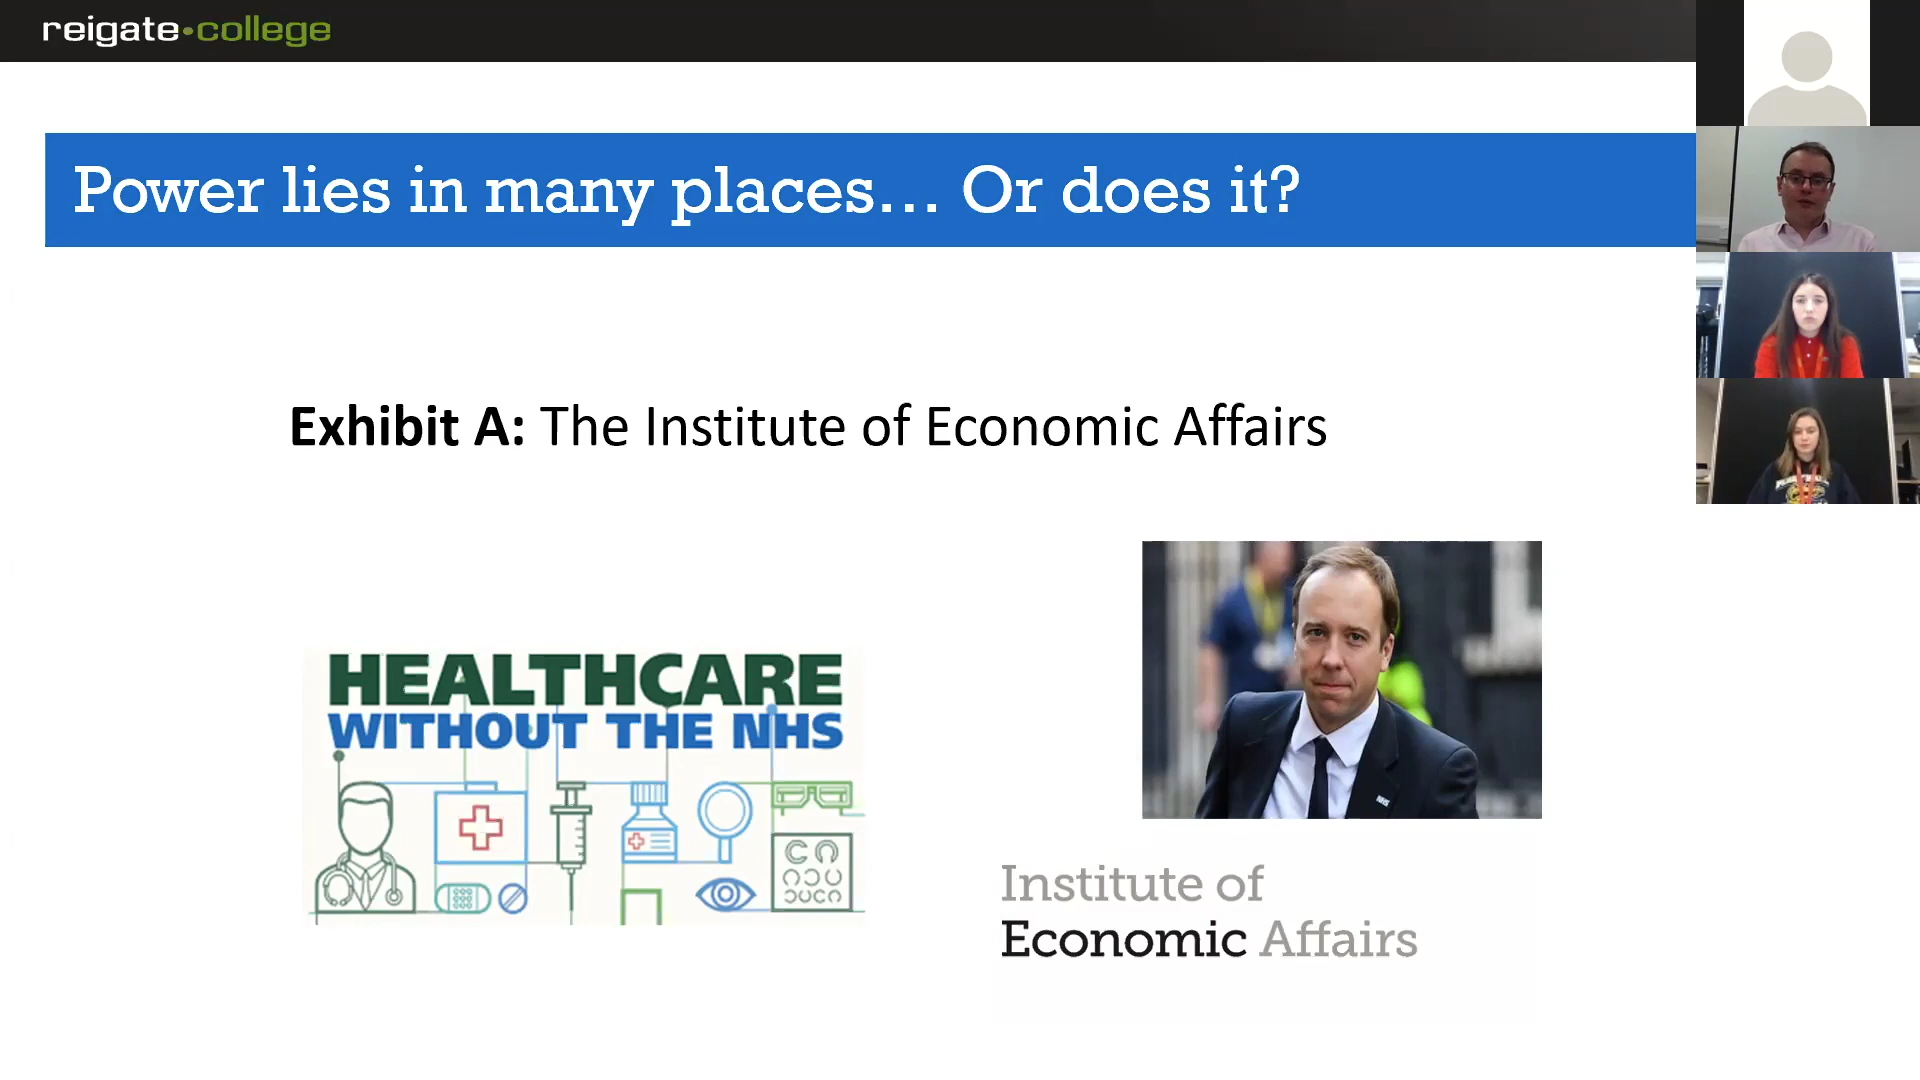 reigate•college
Power lies in many places... Or does it?
Exhibit A: The Institute of Economic Affairs
HEALTHCARE
WITHOUT THE NHS
NHS
Institute of
Economic Affairs